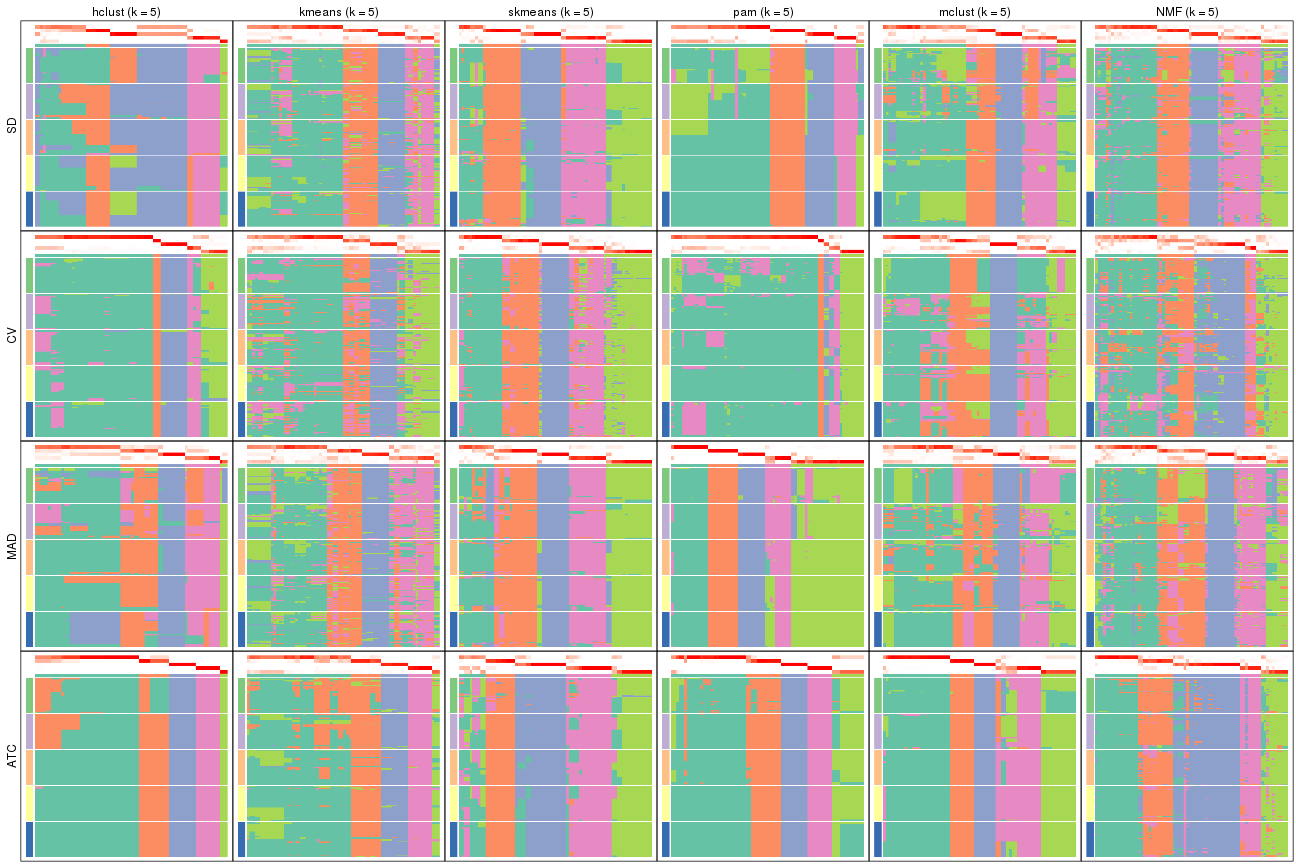 hclust (k = 5)
kmeans (k = 5)
skmeans (k = 5)
pam (k = 5)
mclust (k = 5)
NMF (k = 5)
SD
CV
MAD
ATC